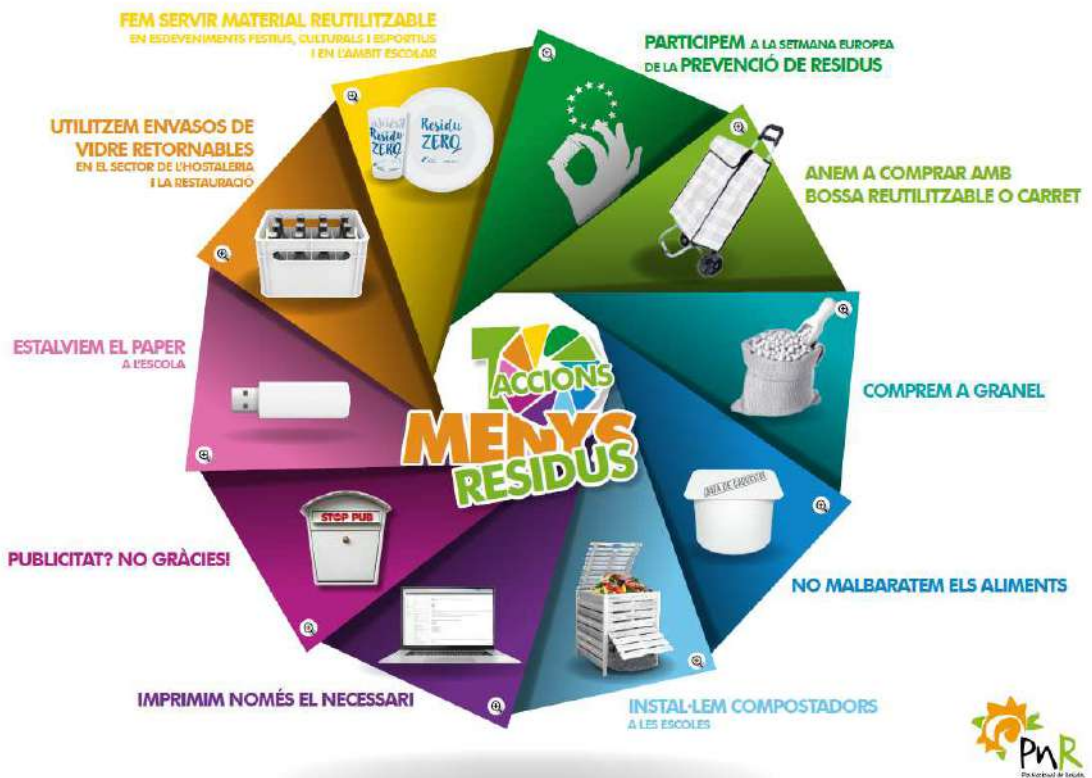 FEM SERVIR MATERIAL REUTILITZABLE
EN ESDEVENIMENTS FESTIUS, CULTURALS I ESPORTIUS
I EN L'ÀMBIT ESCOLAR
PARTICIPEM A LA SETMANA EUROPEA
DE LA PREVENCIÓ DE RESIDUS
UTILITZEM ENVASOS DE
VIDRE RETORNABLES
EN EL SECTOR DE L'HOSTALERIA
I LA RESTAURACIÓ
Residu
ZERO
Residu
ZERO
ANEM A COMPRAR AMB
BOSSA REUTILITZABLE O CARRET
ESTALVIEM EL PAPER
A L'ESCOLA
10
ACCIONS
MENYS
RESIDUS
COMPREM A GRANEL
DATA DE CADUCITAT
STOP PUB
PUBLICITAT? NO GRÀCIES!
NO MALBARATEM ELS ALIMENTS
IMPRIMIM NOMÉS EL NECESSARI
INSTAL·LEM COMPOSTADORS
A LES ESCOLES
PnR